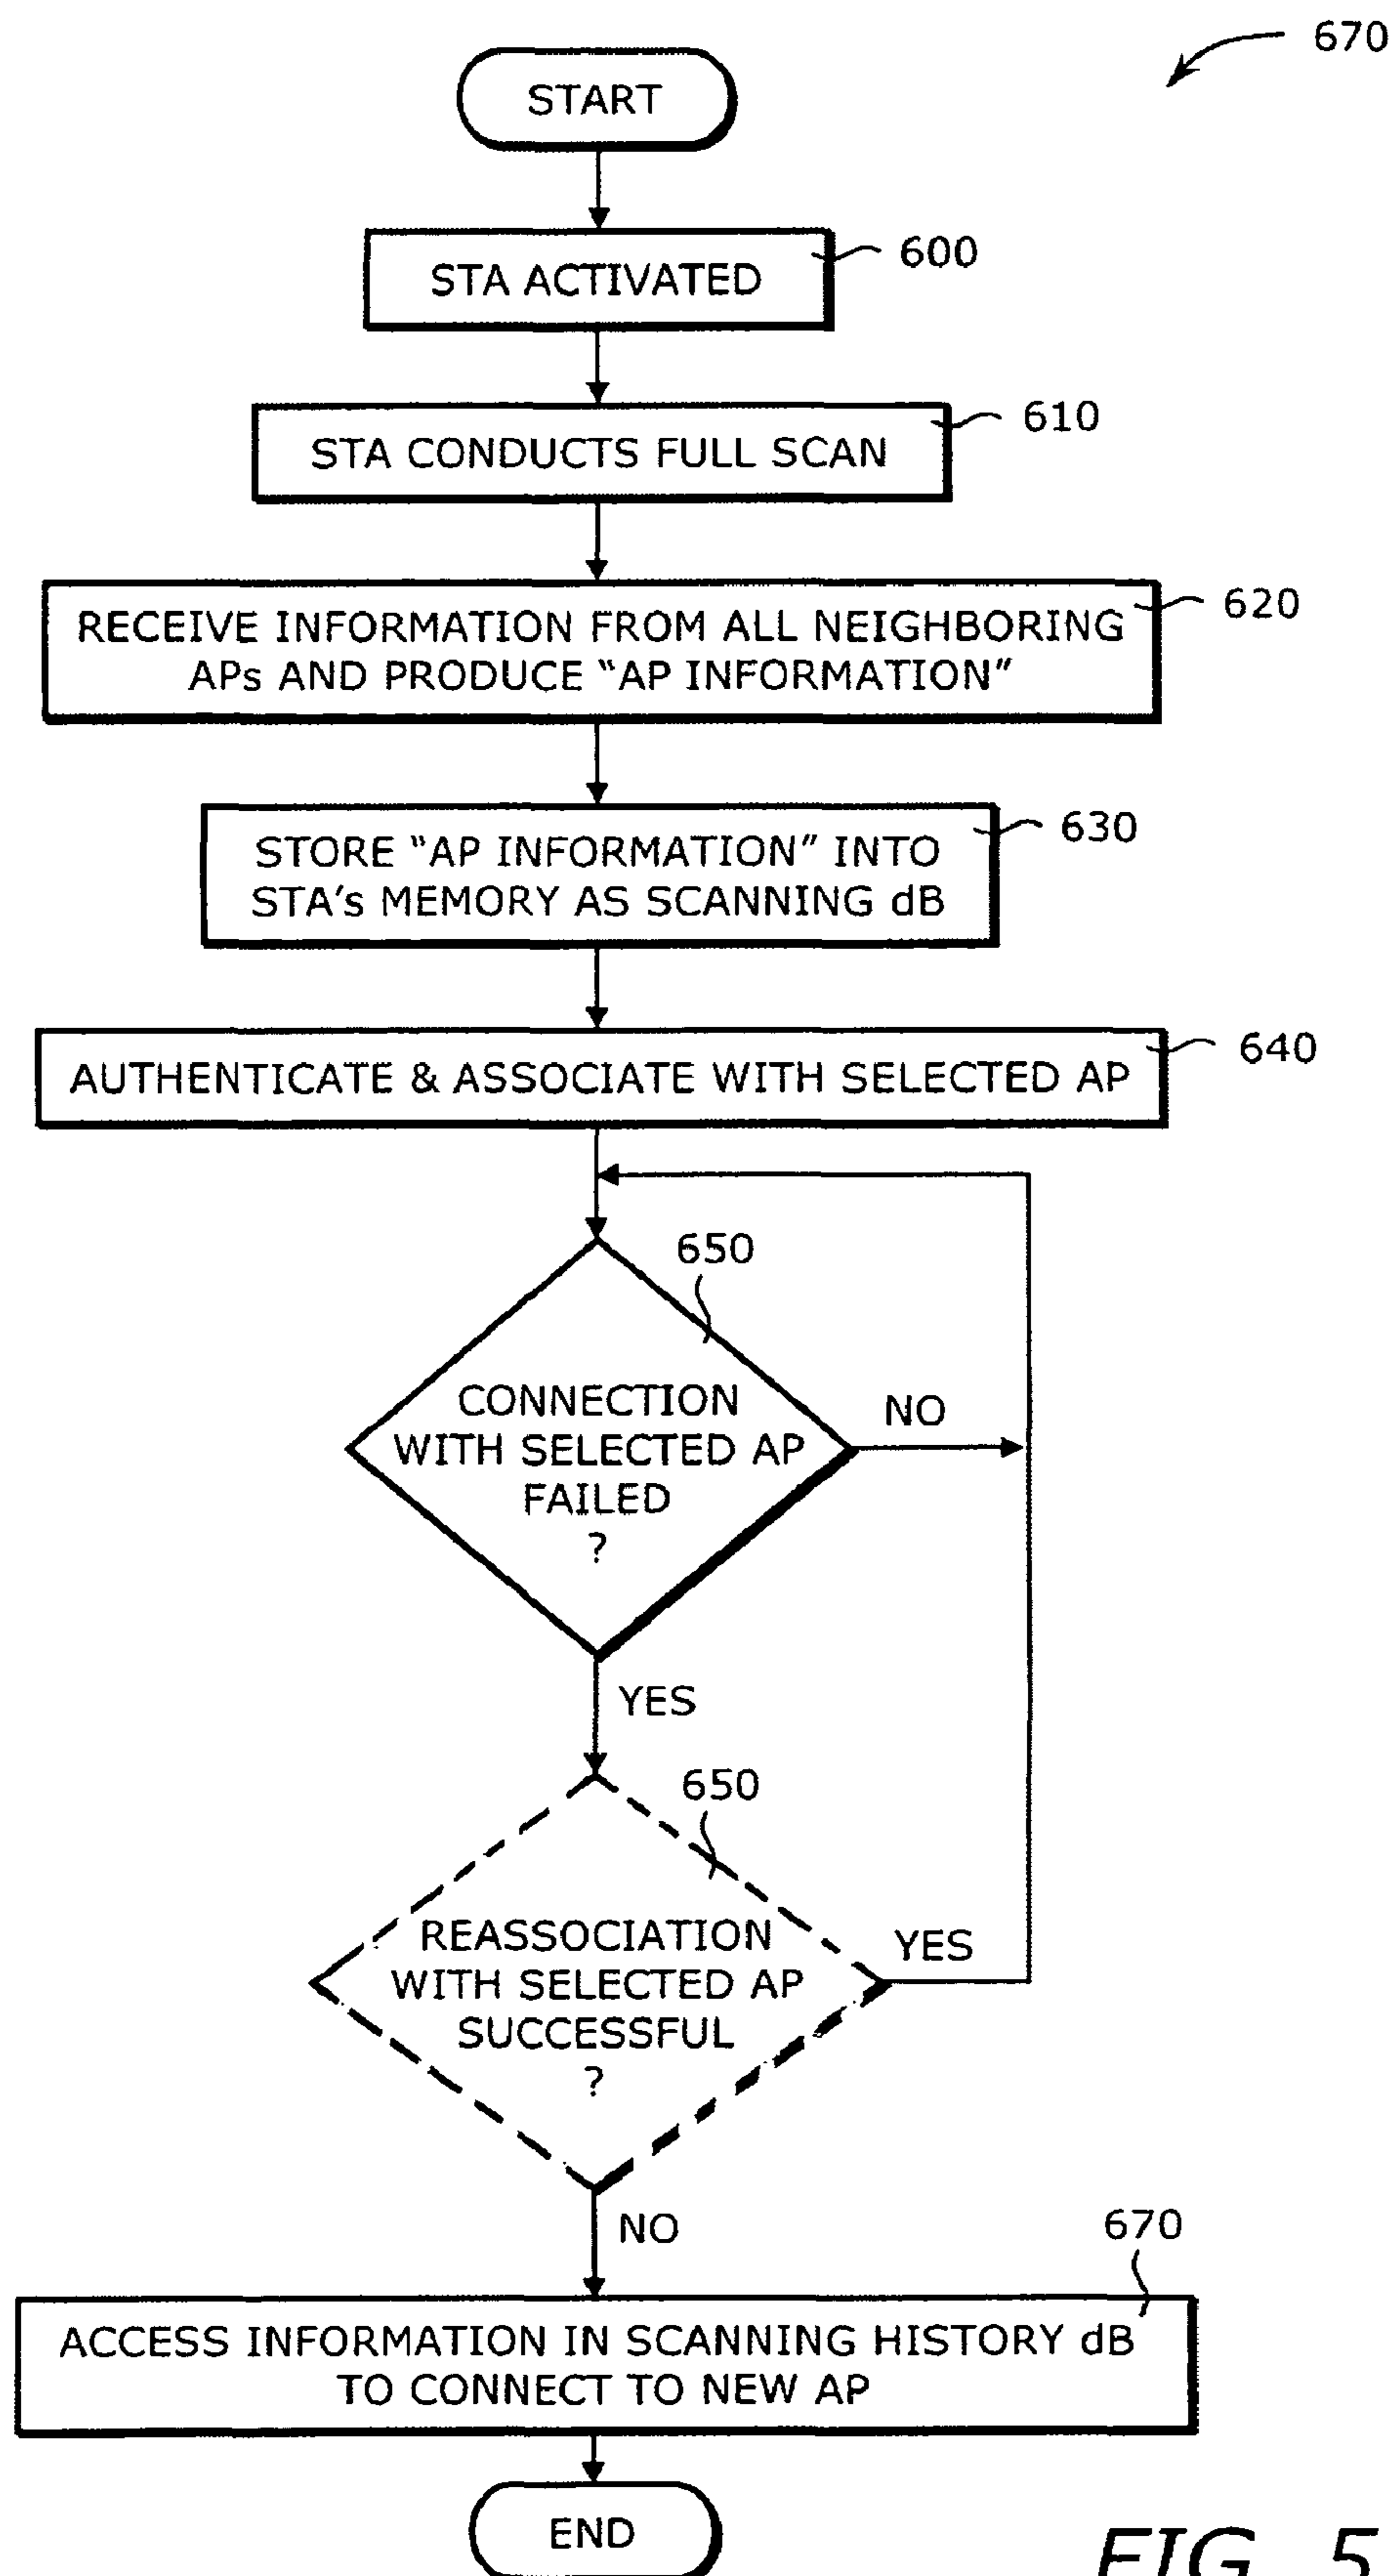 670
START
STA ACTIVATED
600
STA CONDUCTS FULL SCAN
610
RECEIVE INFORMATION FROM ALL NEIGHBORING
APs AND PRODUCE “AP INFORMATION”
620
STORE “AP INFORMATION” INTO
STA's MEMORY AS SCANNING dB
630
AUTHENTICATE & ASSOCIATE WITH SELECTED AP
640
650
CONNECTION
WITH SELECTED AP
FAILED
?
NO
YES
650
REASSOCIATION
WITH SELECTED AP
SUCCESSFUL
?
YES
NO
670
ACCESS INFORMATION IN SCANNING HISTORY dB
TO CONNECT TO NEW AP
END
FIG. 5